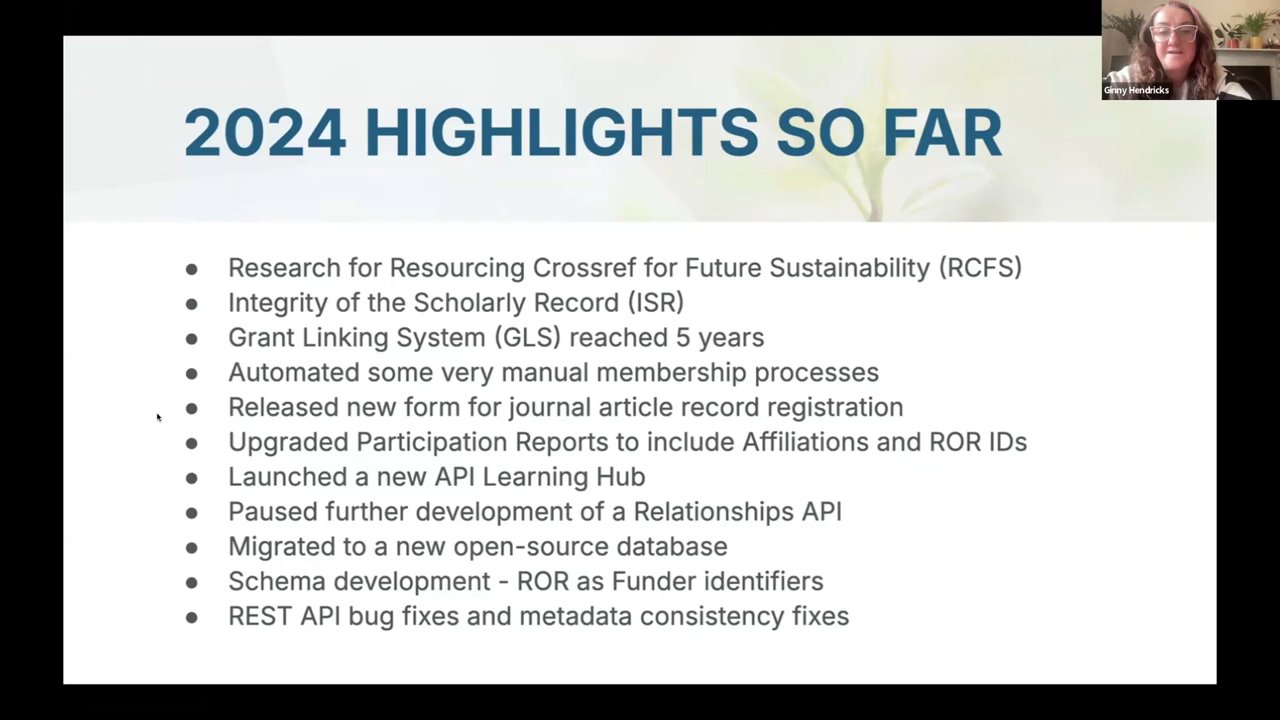 Ginny Hendricks
2024 HIGHLIGHTS SO FAR
● Research for Resourcing Crossref for Future Sustainability (RCFS)
● Integrity of the Scholarly Record (ISR)
● Grant Linking System (GLS) reached 5 years
● Automated some very manual membership processes
● Released new form for journal article record registration
● Upgraded Participation Reports to include Affiliations and ROR IDs
● Launched a new API Learning Hub
● Paused further development of a Relationships API
● Migrated to a new open-source database
● Schema development - ROR as Funder identifiers
● REST API bug fixes and metadata consistency fixes